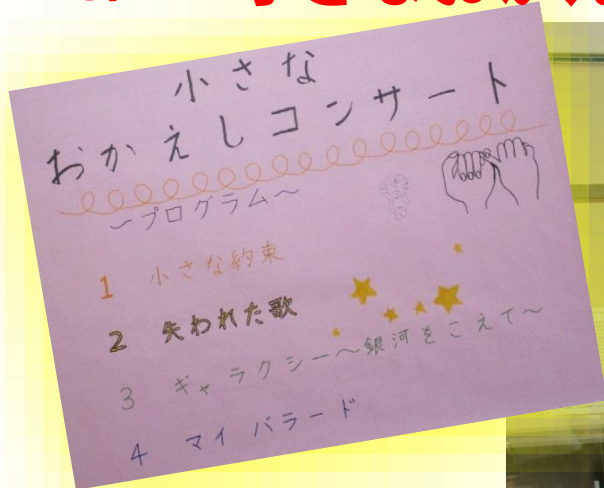 小さな
おかえしコンサート
〜プログラム〜
1 小さな約束
2 失われた歌
3 ギャラクシー〜銀河をこえて〜
4 マイバラード